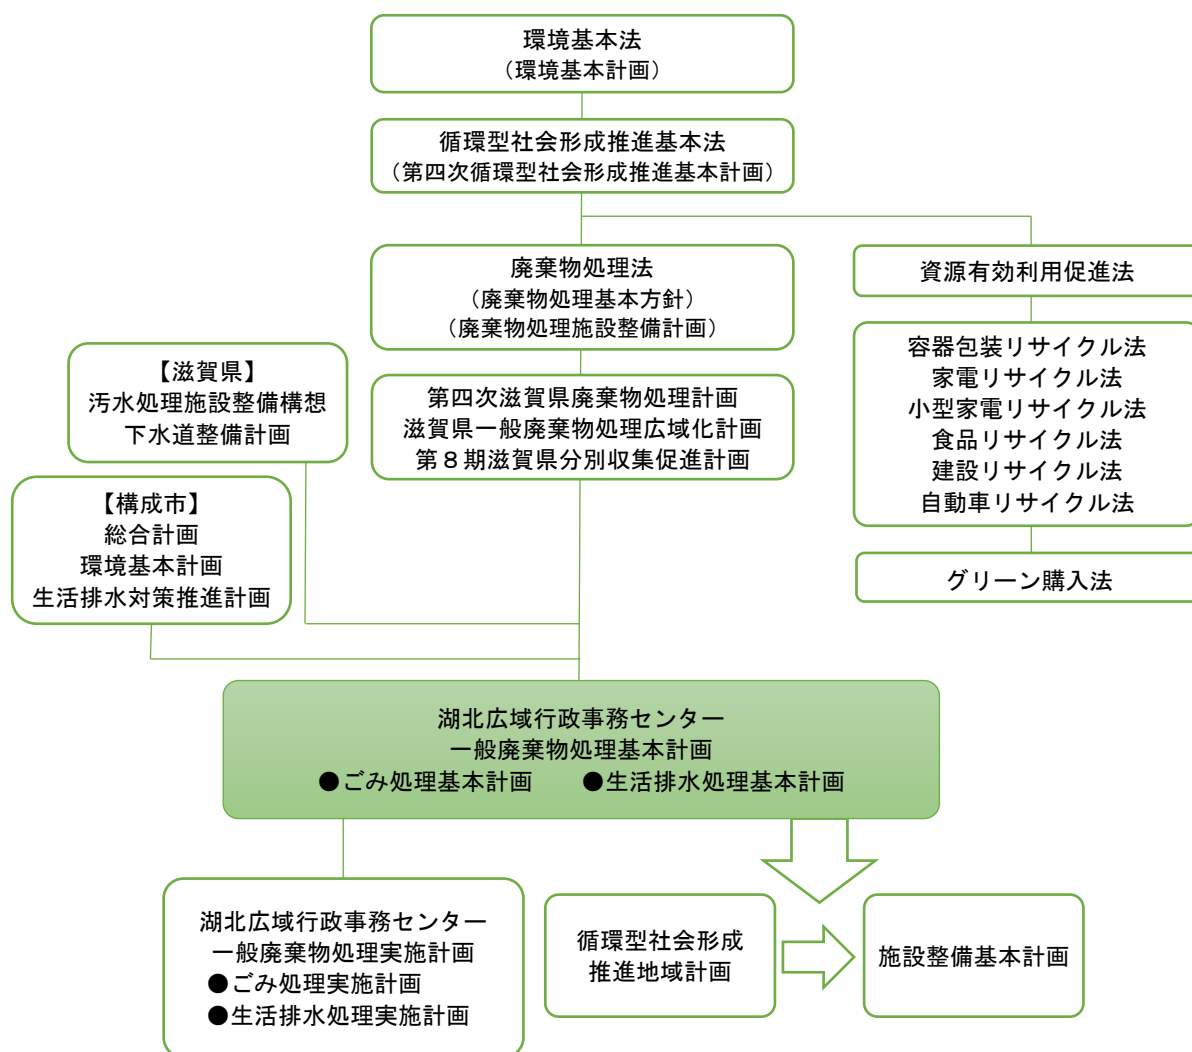 環境基本法
（環境基本計画）
循環型社会形成推進基本法
（第四次循環型社会形成推進基本計画）
廃棄物処理法
（廃棄物処理基本方針）
（廃棄物処理施設整備計画）
資源有効利用促進法
容器包装リサイクル法
家電リサイクル法
小型家電リサイクル法
食品リサイクル法
建設リサイクル法
自動車リサイクル法
グリーン購入法
【滋賀県】
汚水処理施設整備構想
下水道整備計画
第四次滋賀県廃棄物処理計画
滋賀県一般廃棄物処理広域化計画
第８期滋賀県分別収集促進計画
【構成市】
総合計画
環境基本計画
生活排水対策推進計画
湖北広域行政事務センター
一般廃棄物処理基本計画
●ごみ処理基本計画　　●生活排水処理基本計画
湖北広域行政事務センター
一般廃棄物処理実施計画
●ごみ処理実施計画
●生活排水処理実施計画
循環型社会形成
推進地域計画
施設整備基本計画